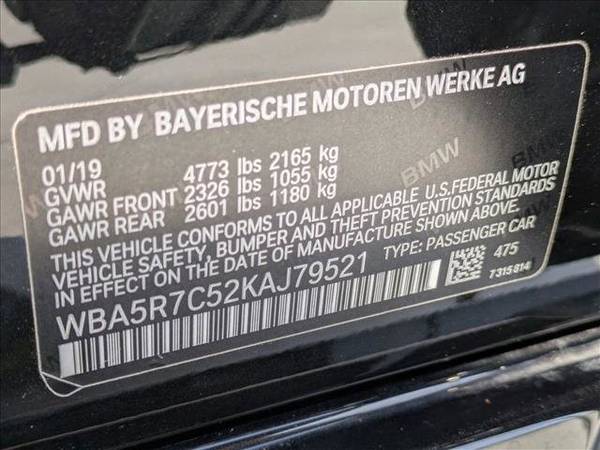 MFD BY BAYERISCHE MOTOREN WERKE AG
01/19
GVWR 4773 lbs 2165 kg
GAWR FRONT 2326 lbs 1055 kg
GAWR REAR 2601 lbs 1180 kg
THIS VEHICLE CONFORMS TO ALL APPLICABLE U.S.FEDERAL MOTOR
VEHICLE SAFETY, BUMPER AND THEFT PREVENTION STANDARDS
IN EFFECT ON THE DATE OF MANUFACTURE SHOWN ABOVE.
WBA5R7C52KAJ79521 TYPE: PASSENGER CAR
475
7315814
BMW
BMW